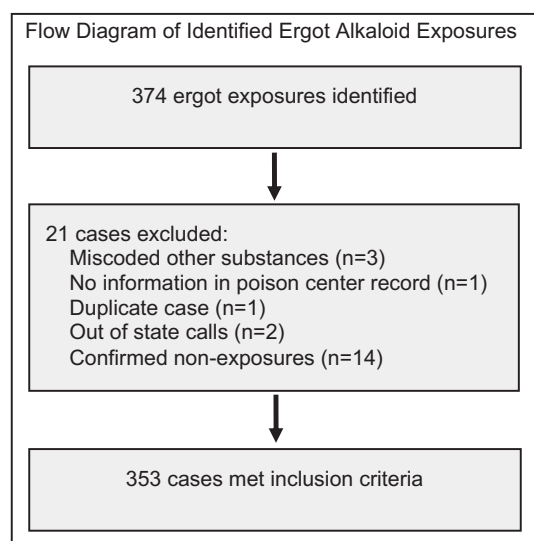 Flow Diagram of Identified Ergot Alkaloid Exposures
374 ergot exposures identified
21 cases excluded:
Miscoded other substances (n=3)
No information in poison center record (n=1)
Duplicate case (n=1)
Out of state calls (n=2)
Confirmed non-exposures (n=14)
353 cases met inclusion criteria